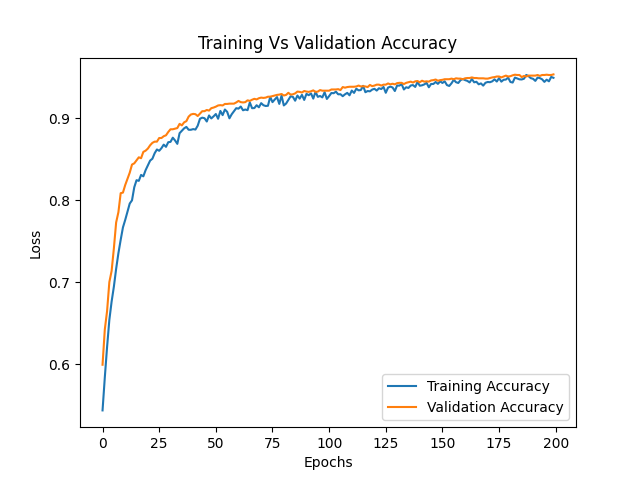 Training Vs Validation Accuracy
Loss
0.9
0.8
0.7
0.6
Training Accuracy
Validation Accuracy
0 25 50 75 100 125 150 175 200
Epochs